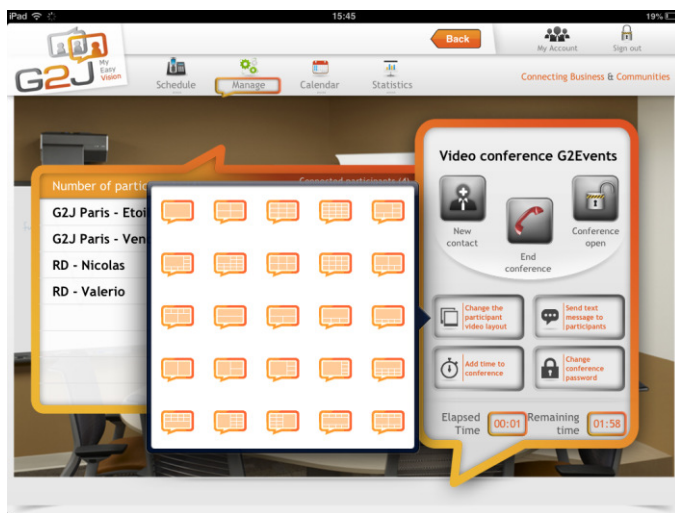 iPad
15:45
19%
Back
My Account
Sign out
G2J
My
Easy
Vision
Schedule
Manage
Calendar
Statistics
Connecting Business & Communities
Number of partic
Connected participants (4)
G2J Paris - Etoi
G2J Paris - Ven
RD - Nicolas
RD - Valerio
Video conference G2Events
New
contact
End
conference
Conference
open
Change the
participant
video layout
Send text
message to
participants
Add time to
conference
Change
conference
password
Elapsed
Time
00:01
Remaining
time
01:58